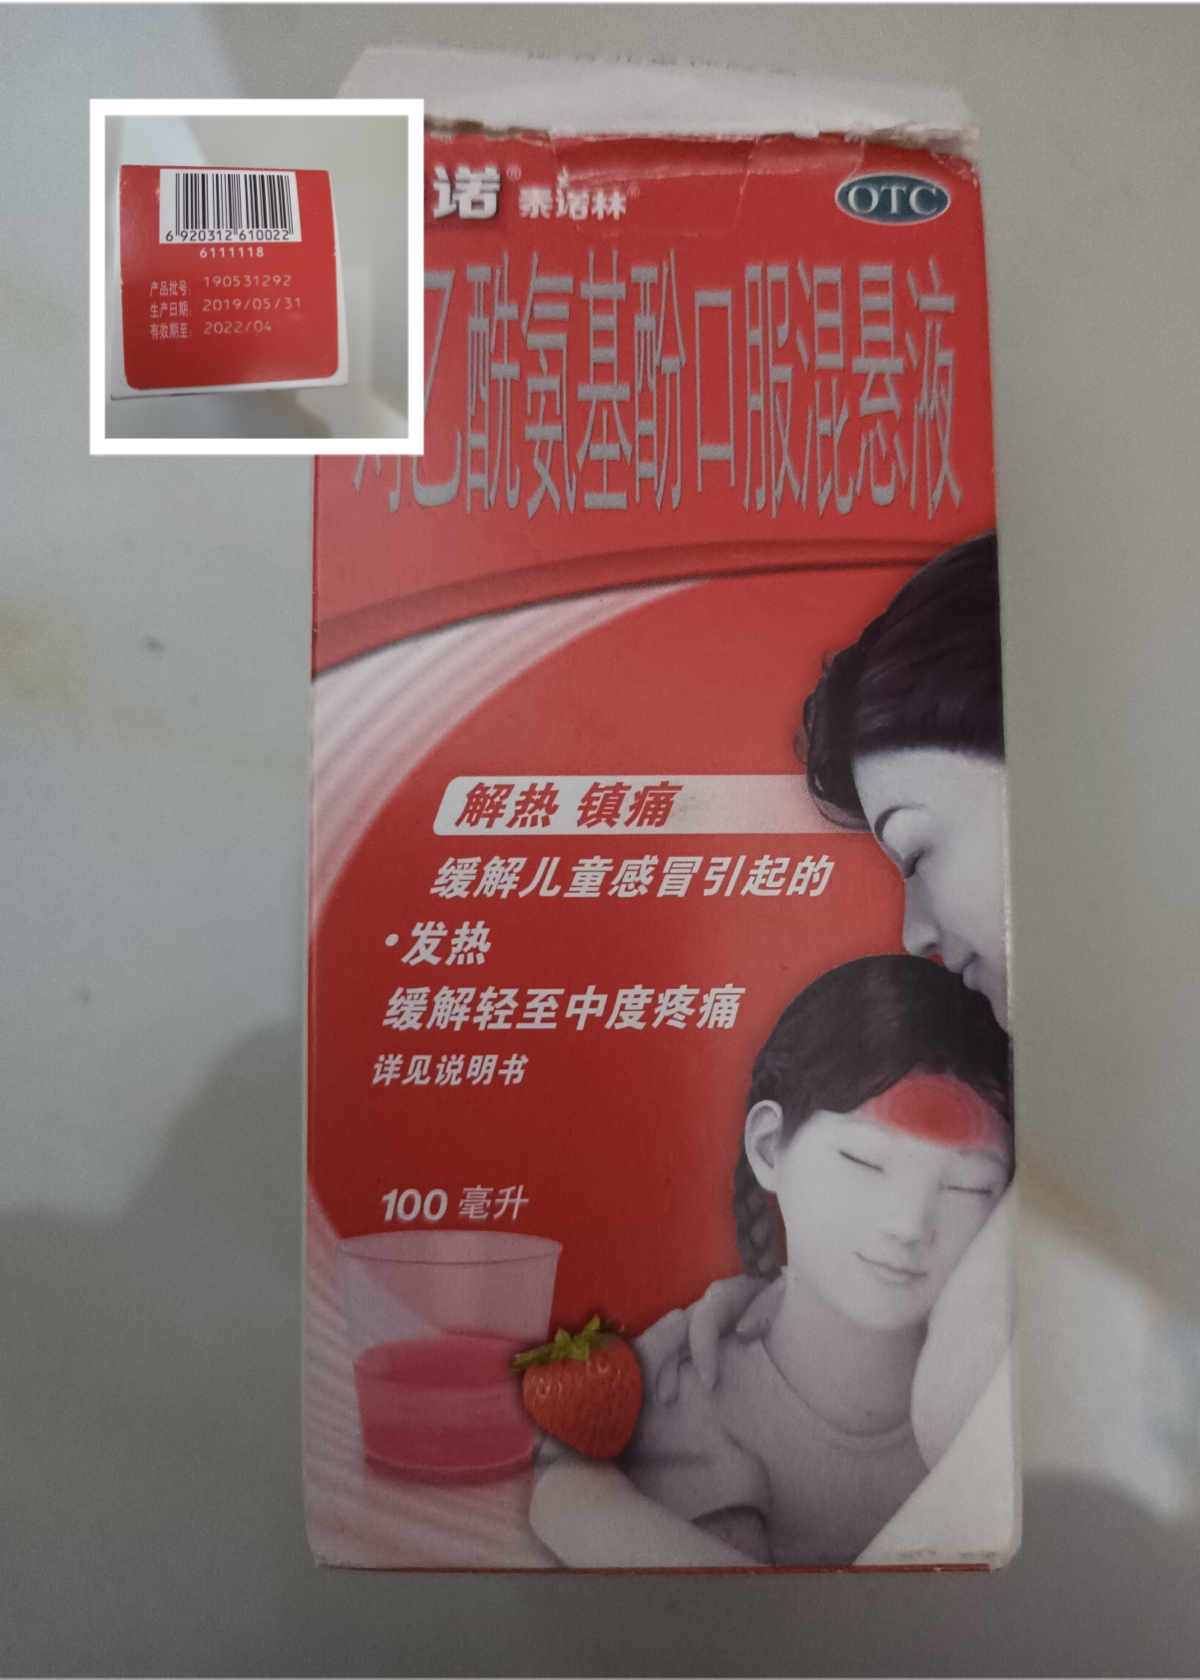 6 920312 610022
6111118
产品批号: 190531292
生产日期: 2019/05/31
有效期至: 2022/04
诺® 泰诺林®
OTC
对乙酰氨基酚口服混悬液
解热 镇痛
缓解儿童感冒引起的
·发热
缓解轻至中度疼痛
详见说明书
100 毫升